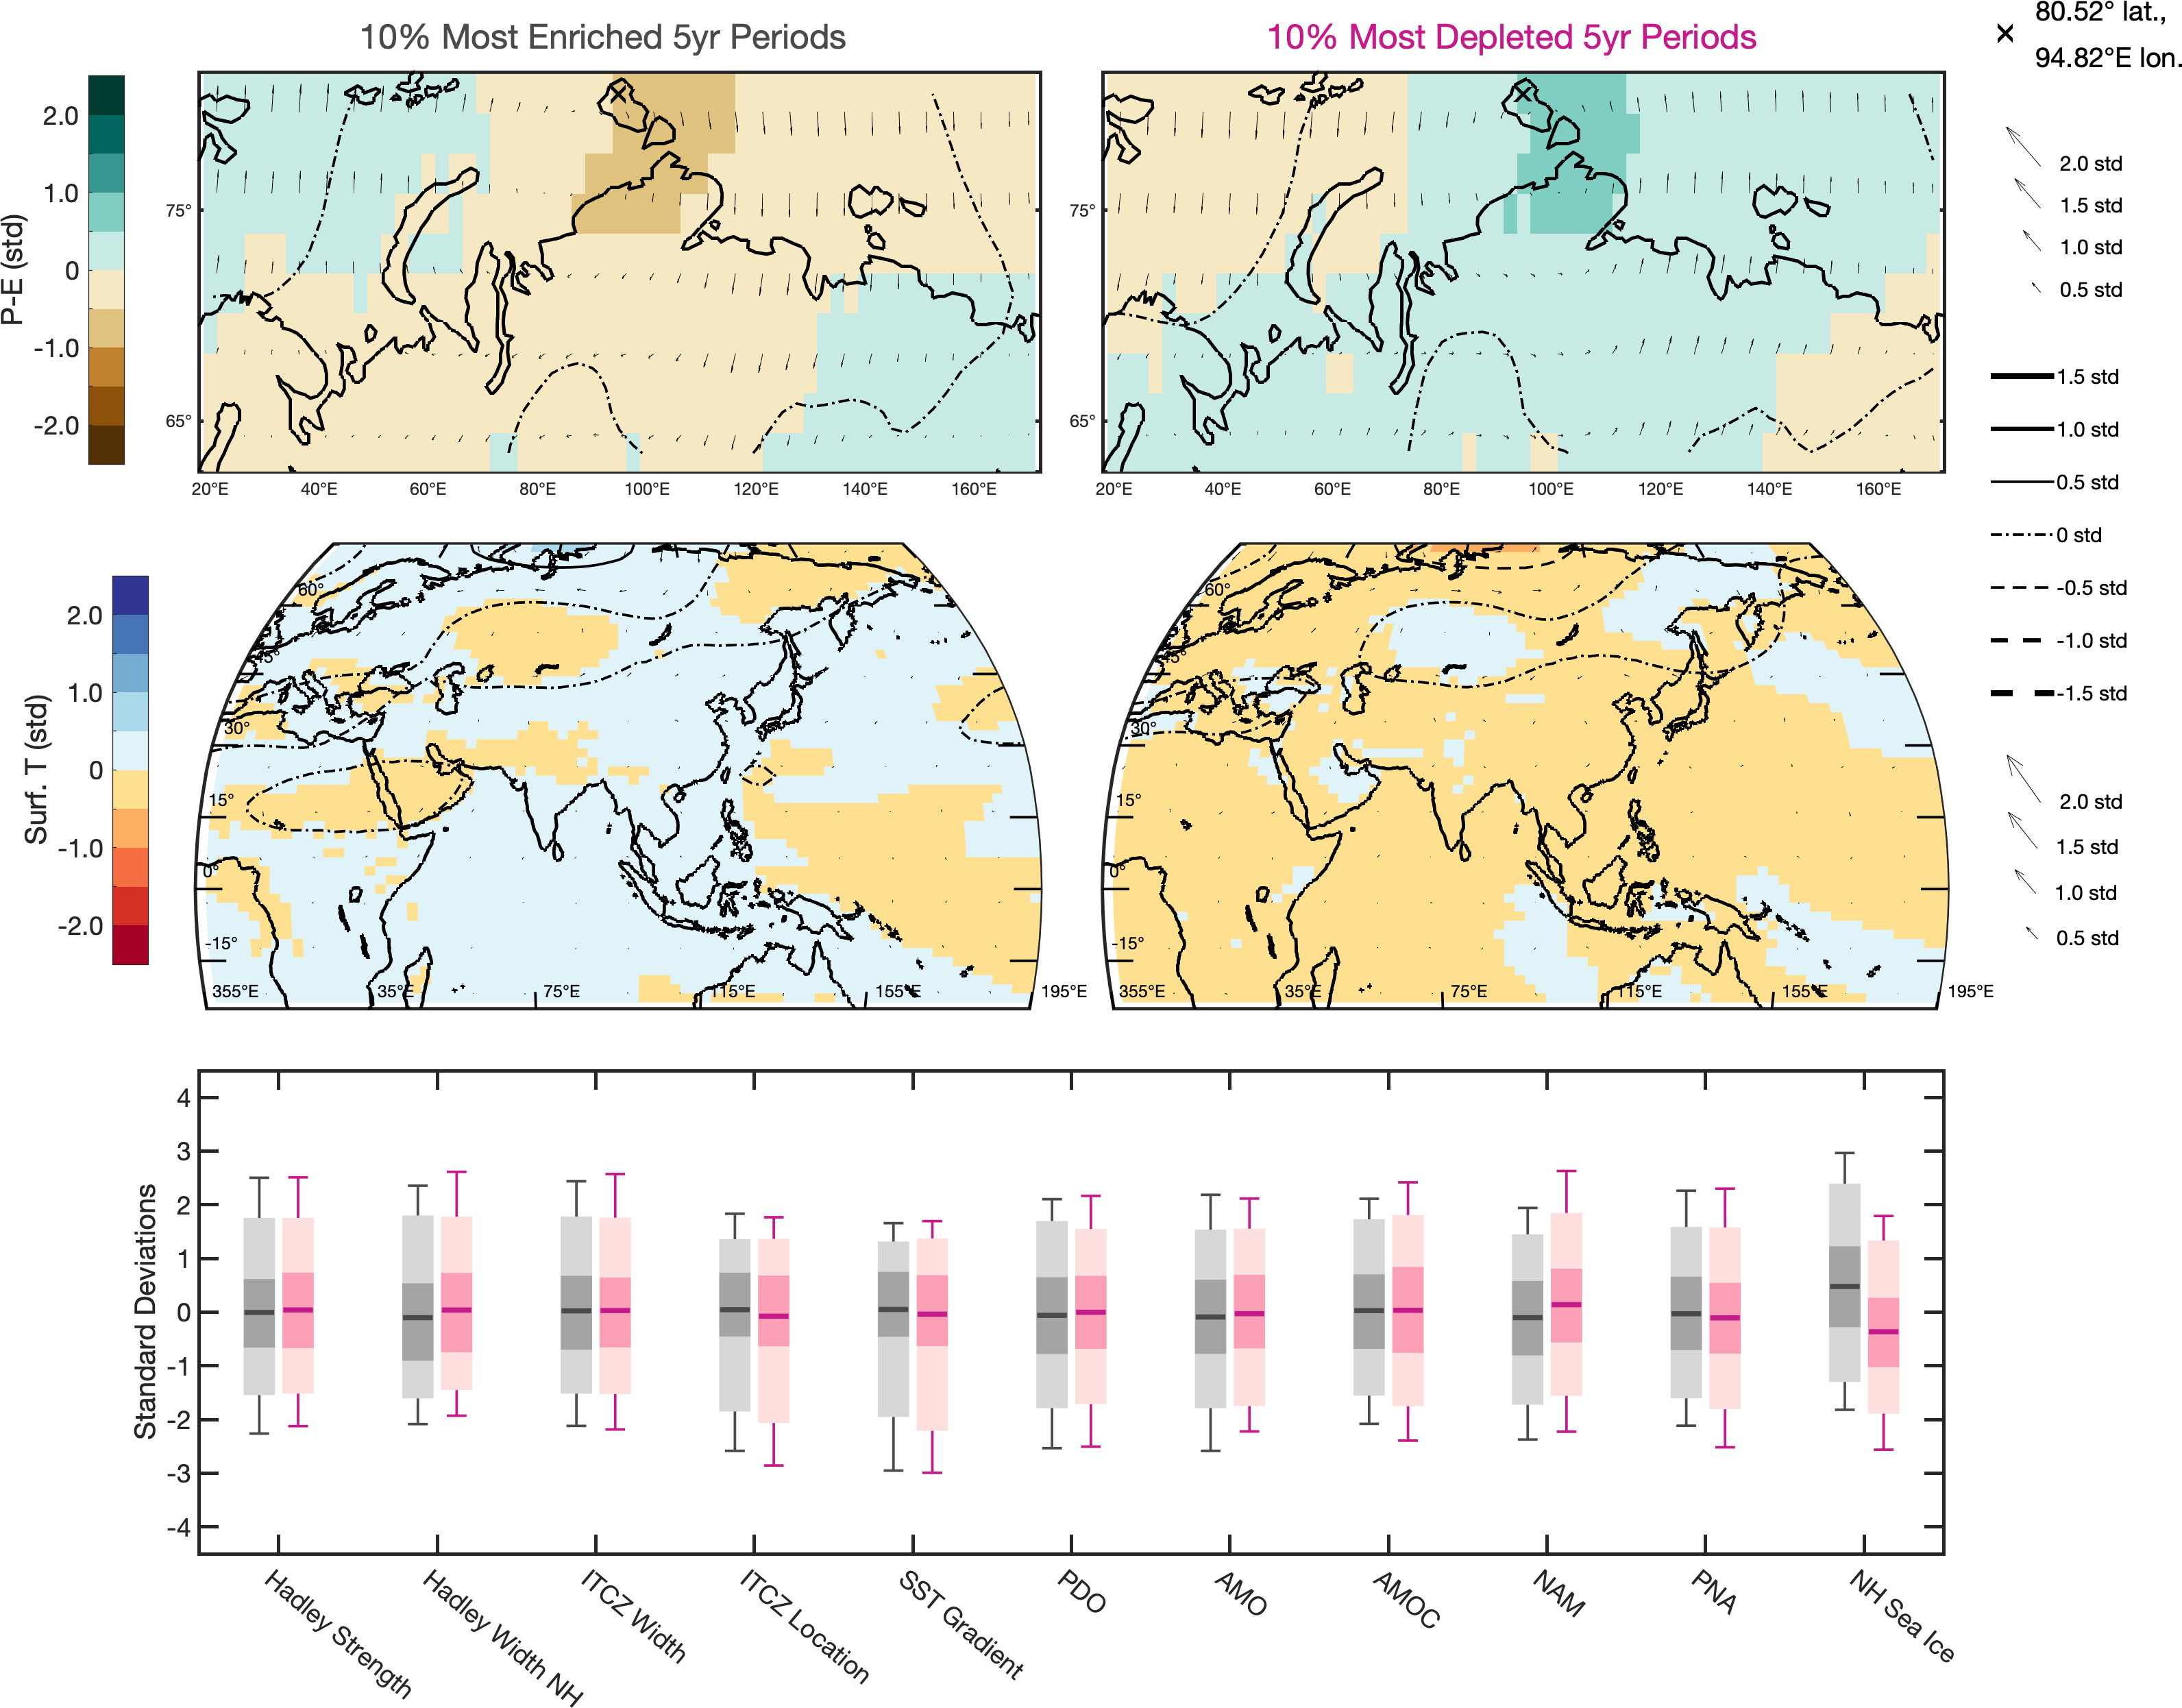 10% Most Enriched 5yr Periods
10% Most Depleted 5yr Periods
80.52° lat.,
94.82°E lon.
P-E (std)
2.0
1.0
0
-1.0
-2.0
75°
65°
20°E 40°E 60°E 80°E 100°E 120°E 140°E 160°E
75°
65°
20°E 40°E 60°E 80°E 100°E 120°E 140°E 160°E
2.0 std
1.5 std
1.0 std
0.5 std
1.5 std
1.0 std
0.5 std
0 std
-0.5 std
-1.0 std
-1.5 std
Surf. T (std)
2.0
1.0
0
-1.0
-2.0
60°
45°
30°
15°
0°
-15°
355°E 35°E 75°E 115°E 155°E 195°E
60°
45°
30°
15°
0°
-15°
355°E 35°E 75°E 115°E 155°E 195°E
2.0 std
1.5 std
1.0 std
0.5 std
Standard Deviations
4
3
2
1
0
-1
-2
-3
-4
Hadley Strength
Hadley Width NH
ITCZ Width
ITCZ Location
SST Gradient
PDO
AMO
AMOC
NAM
PNA
NH Sea Ice